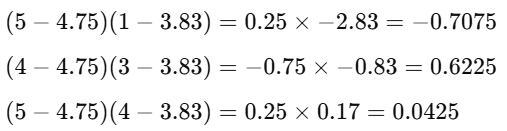 (5 − 4.75)(1 − 3.83) = 0.25 × −2.83 = −0.7075
(4 − 4.75)(3 − 3.83) = −0.75 × −0.83 = 0.6225
(5 − 4.75)(4 − 3.83) = 0.25 × 0.17 = 0.0425